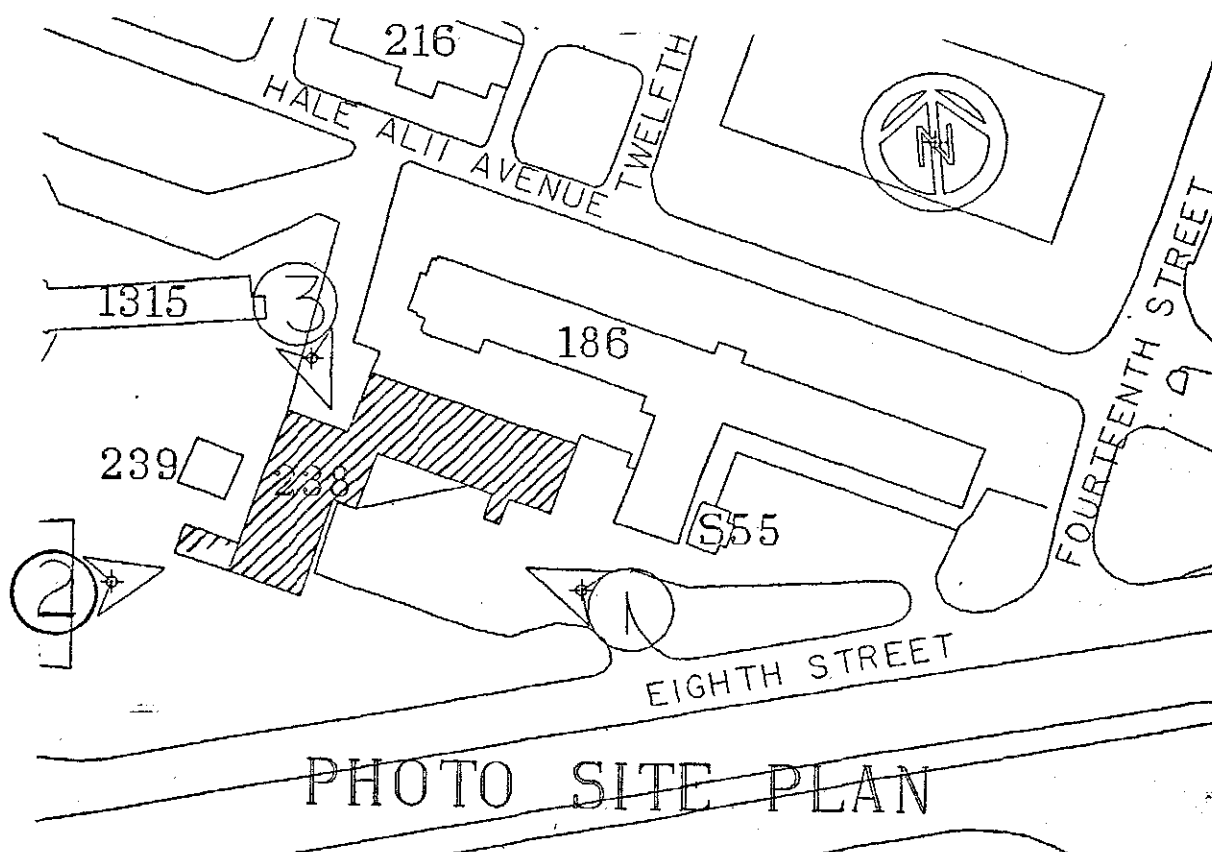 216
HALE ALII AVENUE
TWELFTH
N
FOURTEENTH STREET
1315
3
186
239
238
S55
2
1
EIGHTH STREET
PHOTO SITE PLAN